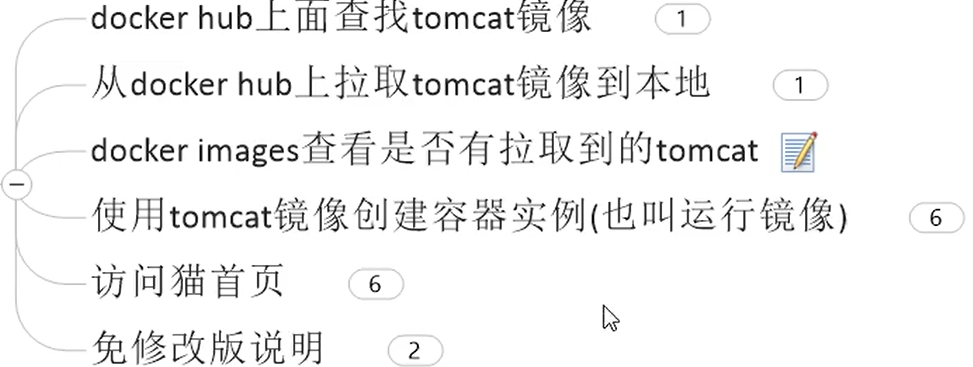 docker hub上面查找tomcat镜像 1
从docker hub上拉取tomcat镜像到本地 1
docker images查看是否有拉取到的tomcat
使用tomcat镜像创建容器实例(也叫运行镜像) 6
访问猫首页 6
免修改版说明 2